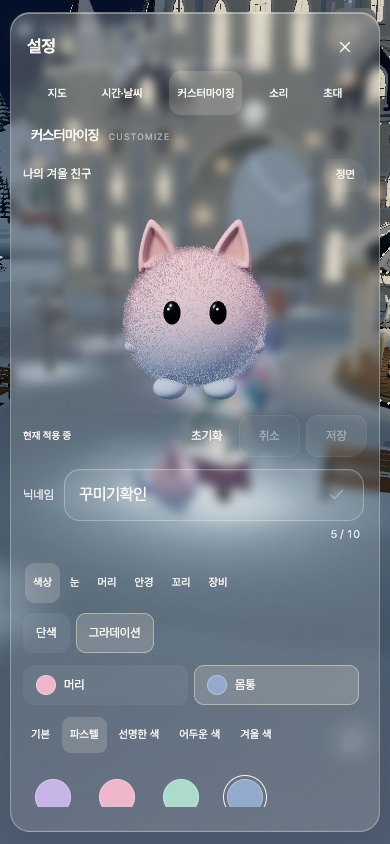 설정
지도 시간·날씨 커스터마이징 소리 초대
커스터마이징 CUSTOMIZE
나의 겨울 친구 정면
현재 적용 중 초기화 취소 저장
닉네임 꾸미기확인
5 / 10
색상 눈 머리 안경 꼬리 장비
단색 그라데이션
머리 몸통
기본 파스텔 선명한 색 어두운 색 겨울 색